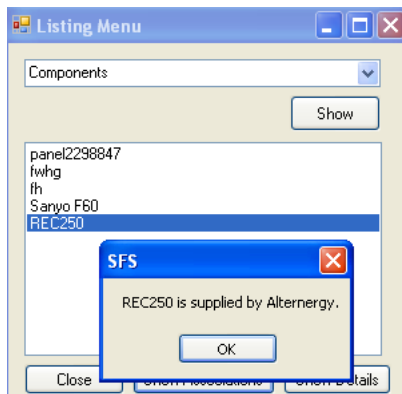 Listing Menu
Components
Show
panel2298847
fwhg
fh
Sanyo F60
REC250
SFS
REC250 is supplied by Alternergy.
OK
Close